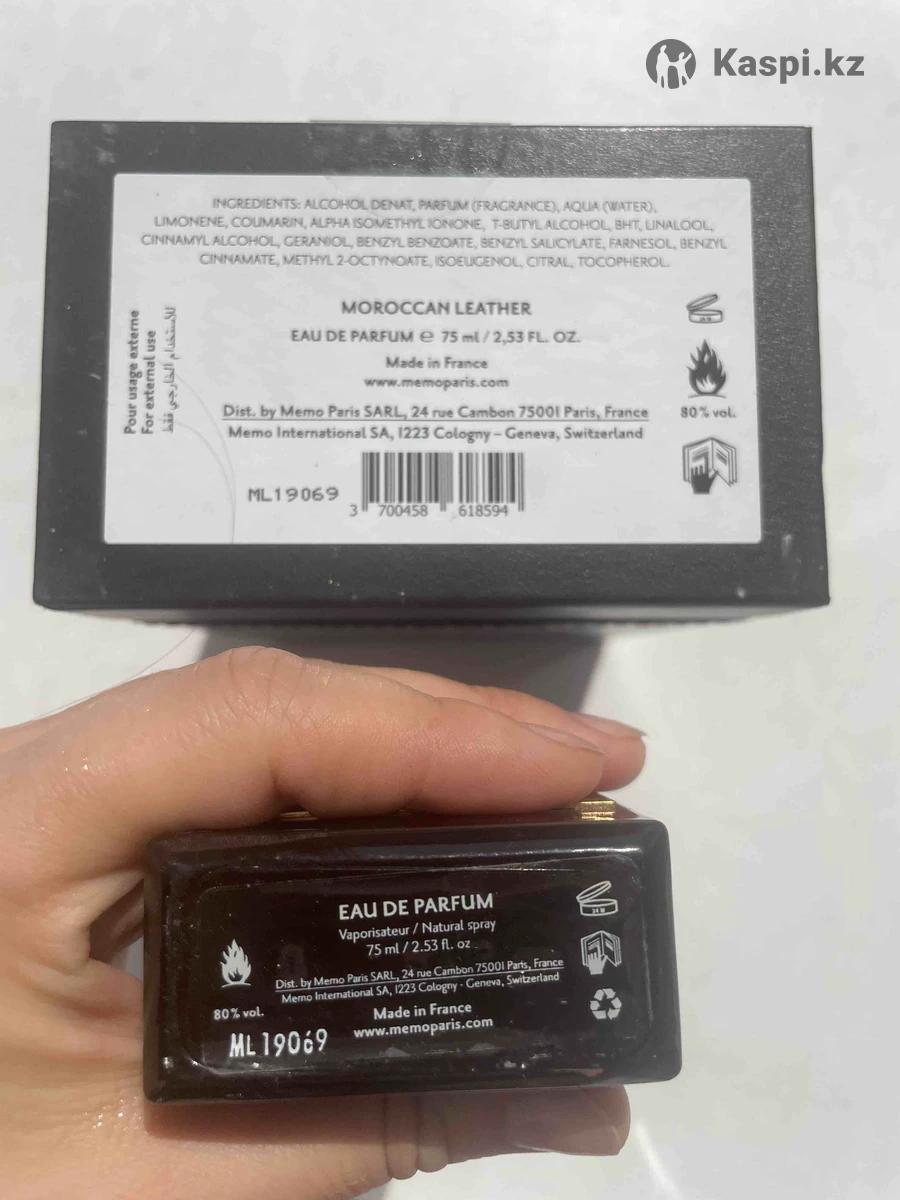 Kaspi.kz
INGREDIENTS: ALCOHOL DENAT, PARFUM (FRAGRANCE), AQUA (WATER),
LIMONENE, COUMARIN, ALPHA ISOMETHYL IONONE, T-BUTYL ALCOHOL, BHT, LINALOOL,
CINNAMYL ALCOHOL, GERANIOL, BENZYL BENZOATE, BENZYL SALICYLATE, FARNESOL, BENZYL
CINNAMATE, METHYL 2-OCTYNOATE, ISOEUGENOL, CITRAL, TOCOPHEROL.
Pour usage externe
For external use
للاستخدام الخارجي فقط
MOROCCAN LEATHER
EAU DE PARFUM ℮ 75 ml / 2,53 FL. OZ.
Made in France
www.memoparis.com
Dist. by Memo Paris SARL, 24 rue Cambon 75001 Paris, France
Memo International SA, 1223 Cologny – Geneva, Switzerland
80% vol.
ML19069
3 700458 618594
EAU DE PARFUM
Vaporisateur / Natural spray
75 ml / 2.53 fl. oz
Dist. by Memo Paris SARL, 24 rue Cambon 75001 Paris, France
Memo International SA, 1223 Cologny - Geneva, Switzerland
80% vol.
Made in France
www.memoparis.com
ML19069
24 M